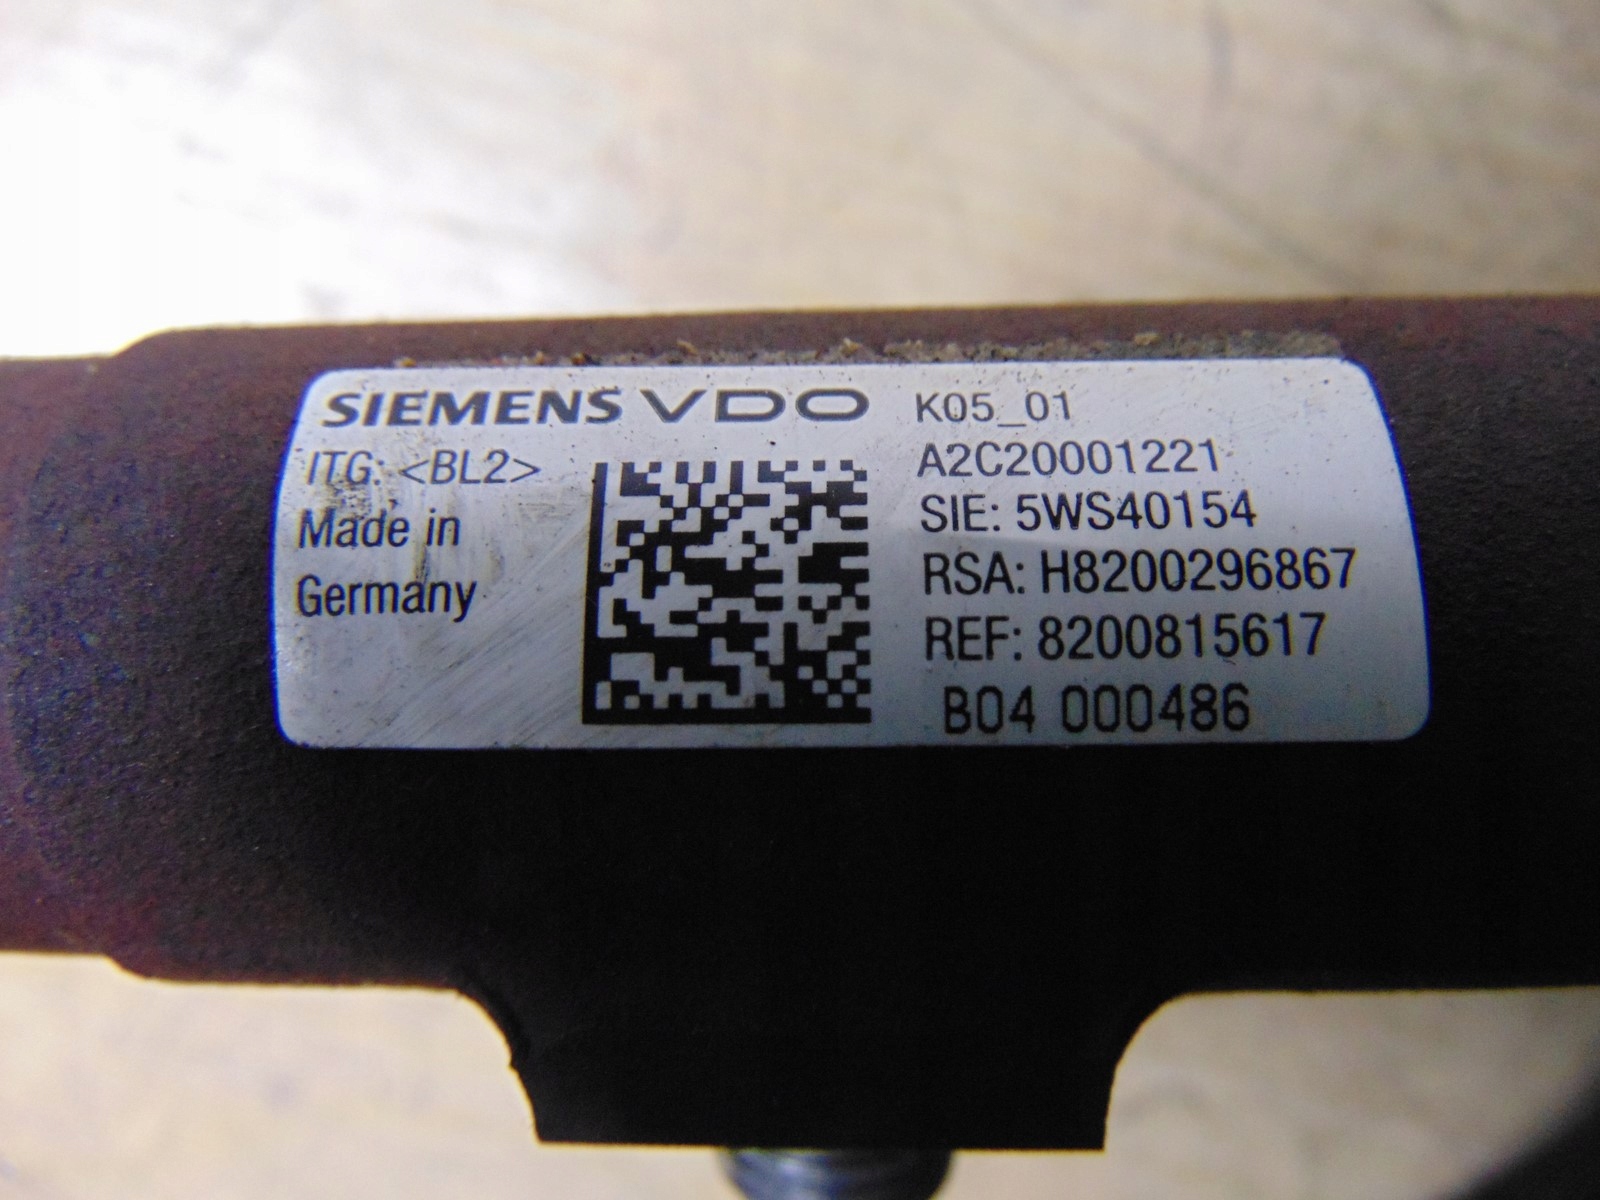 SIEMENS VDO K05_01
ITG: <BL2> A2C20001221
Made in SIE: 5WS40154
Germany RSA: H8200296867
REF: 8200815617
B04 000486